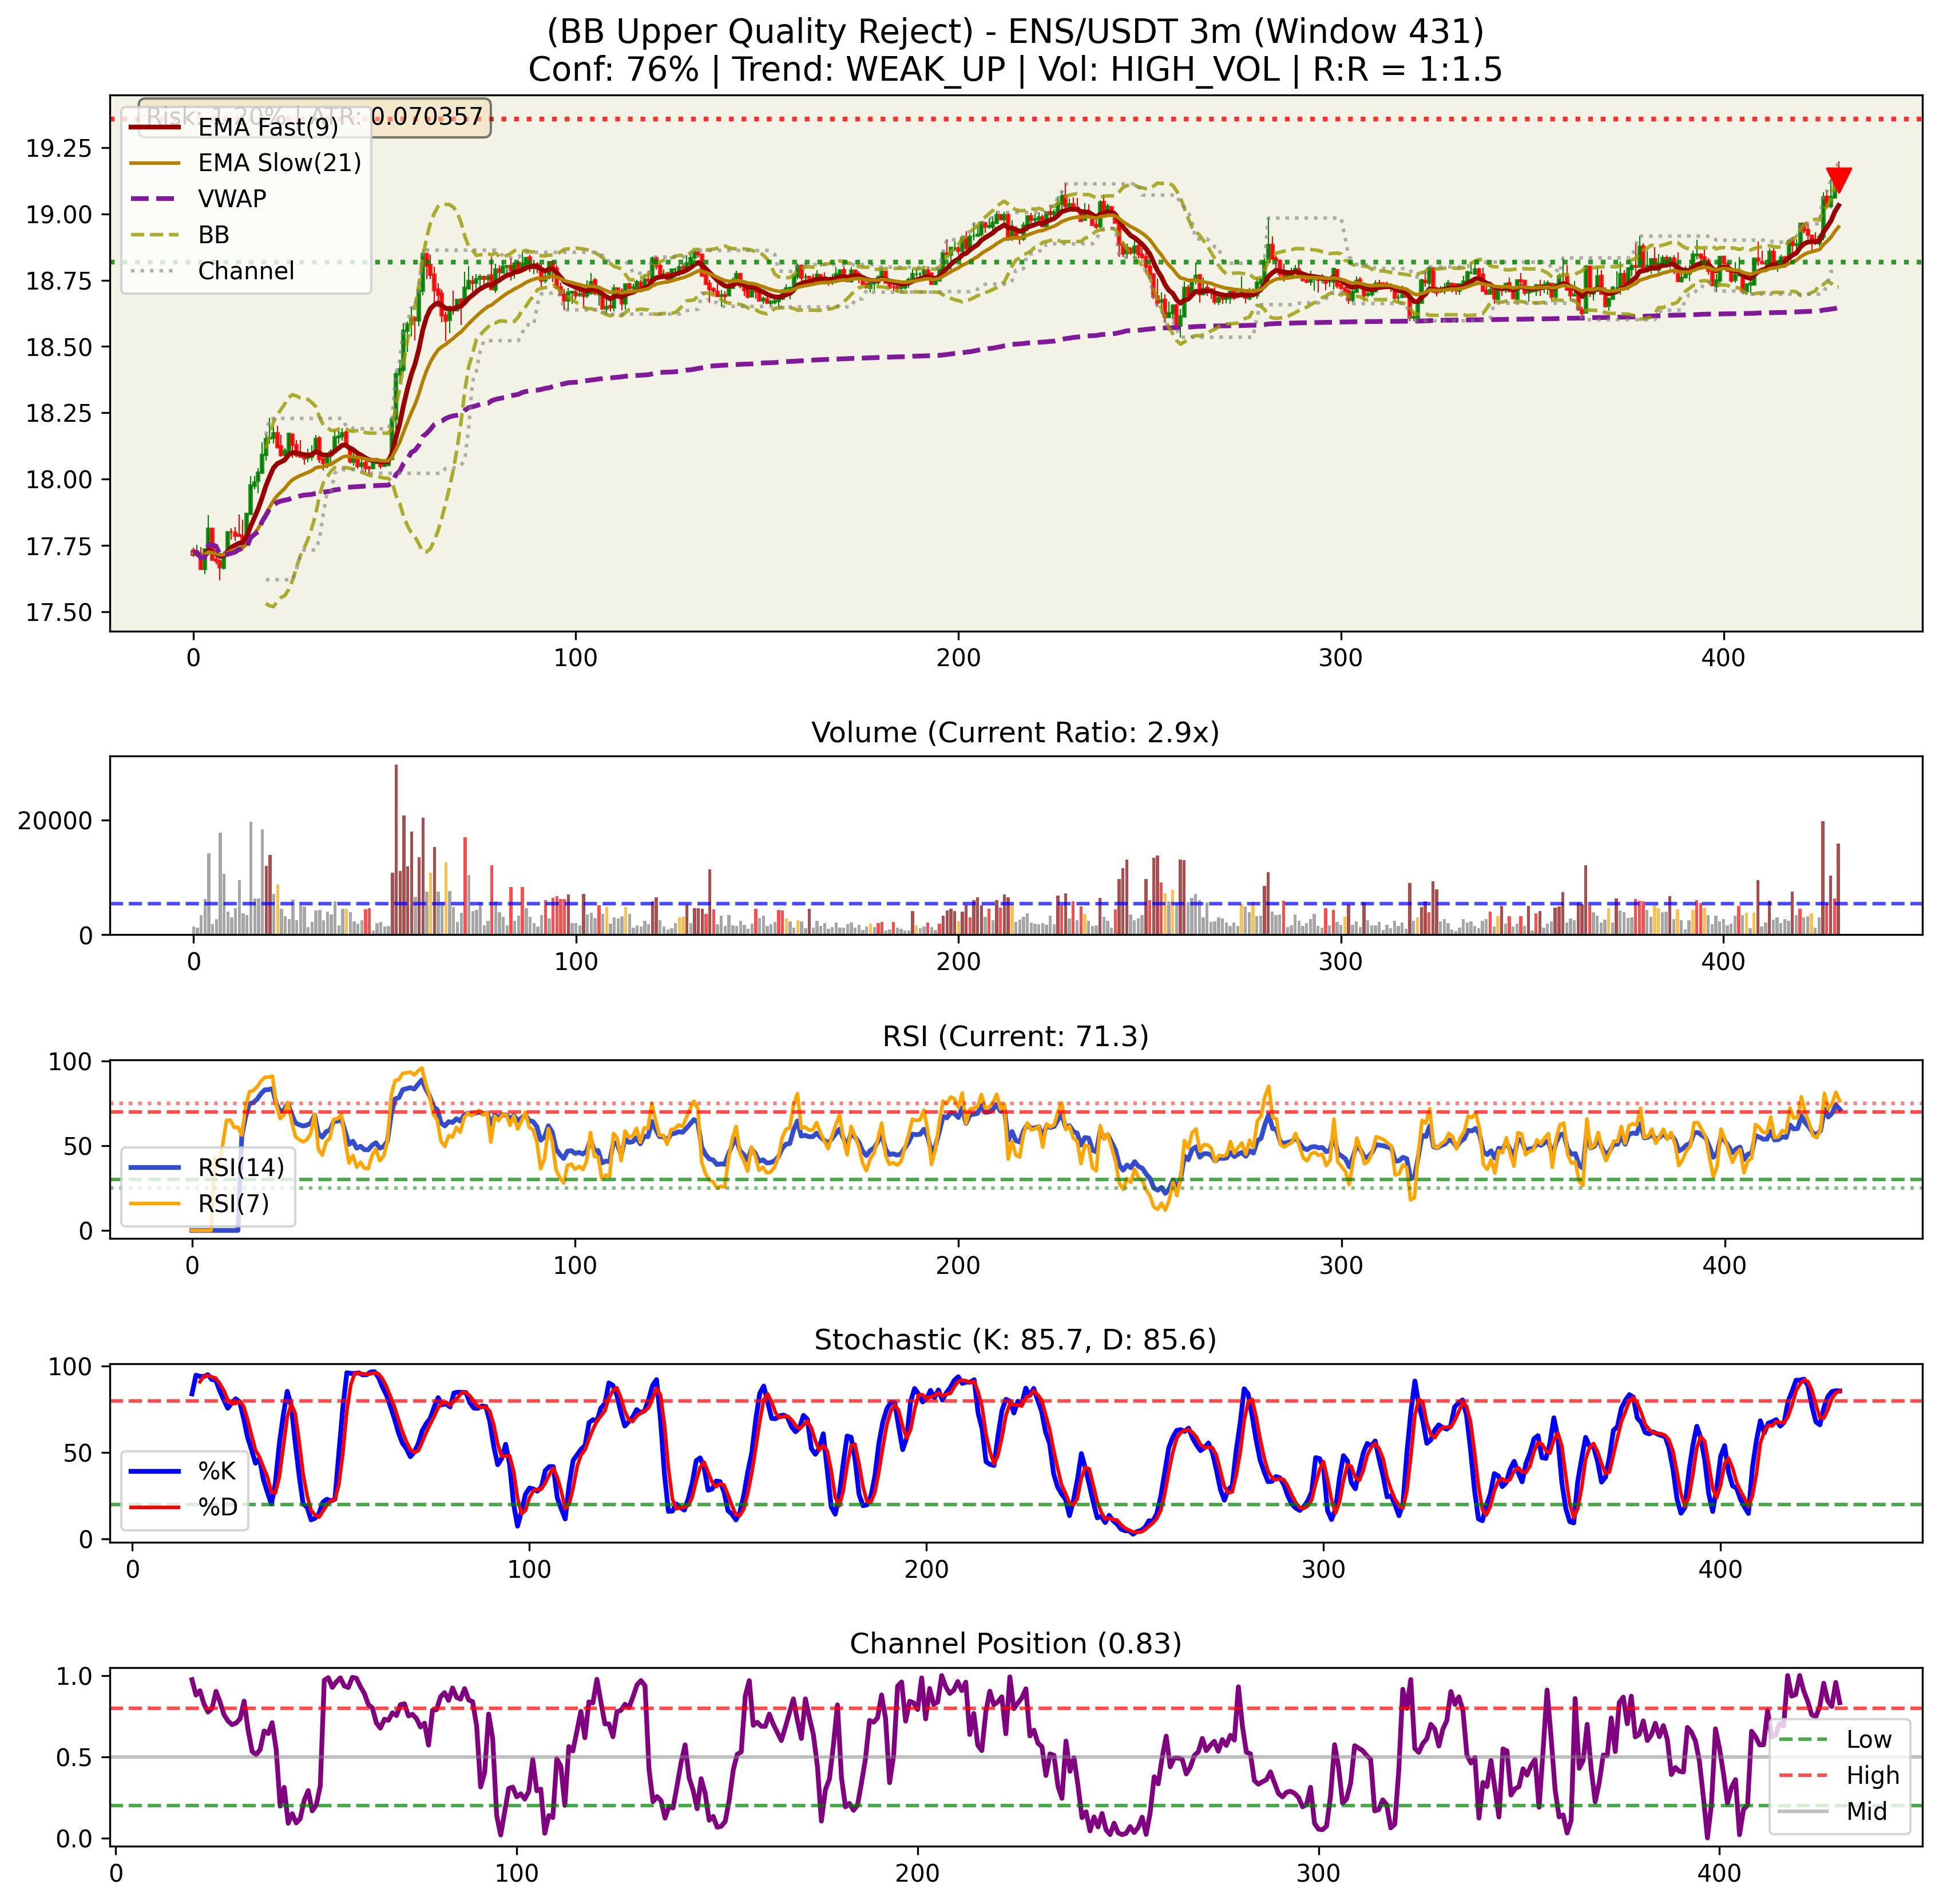 (BB Upper Quality Reject) - ENS/USDT 3m (Window 431)
Conf: 76% | Trend: WEAK_UP | Vol: HIGH_VOL | R:R = 1:1.5
Risk: 1.20% | ATR: 0.070357
EMA Fast(9)
EMA Slow(21)
VWAP
BB
Channel
19.25
19.00
18.75
18.50
18.25
18.00
17.75
17.50
0 100 200 300 400
Volume (Current Ratio: 2.9x)
20000
0
0 100 200 300 400
RSI (Current: 71.3)
100
50
0
RSI(14)
RSI(7)
0 100 200 300 400
Stochastic (K: 85.7, D: 85.6)
100
50
0
%K
%D
0 100 200 300 400
Channel Position (0.83)
1.0
0.5
0.0
Low
High
Mid
0 100 200 300 400